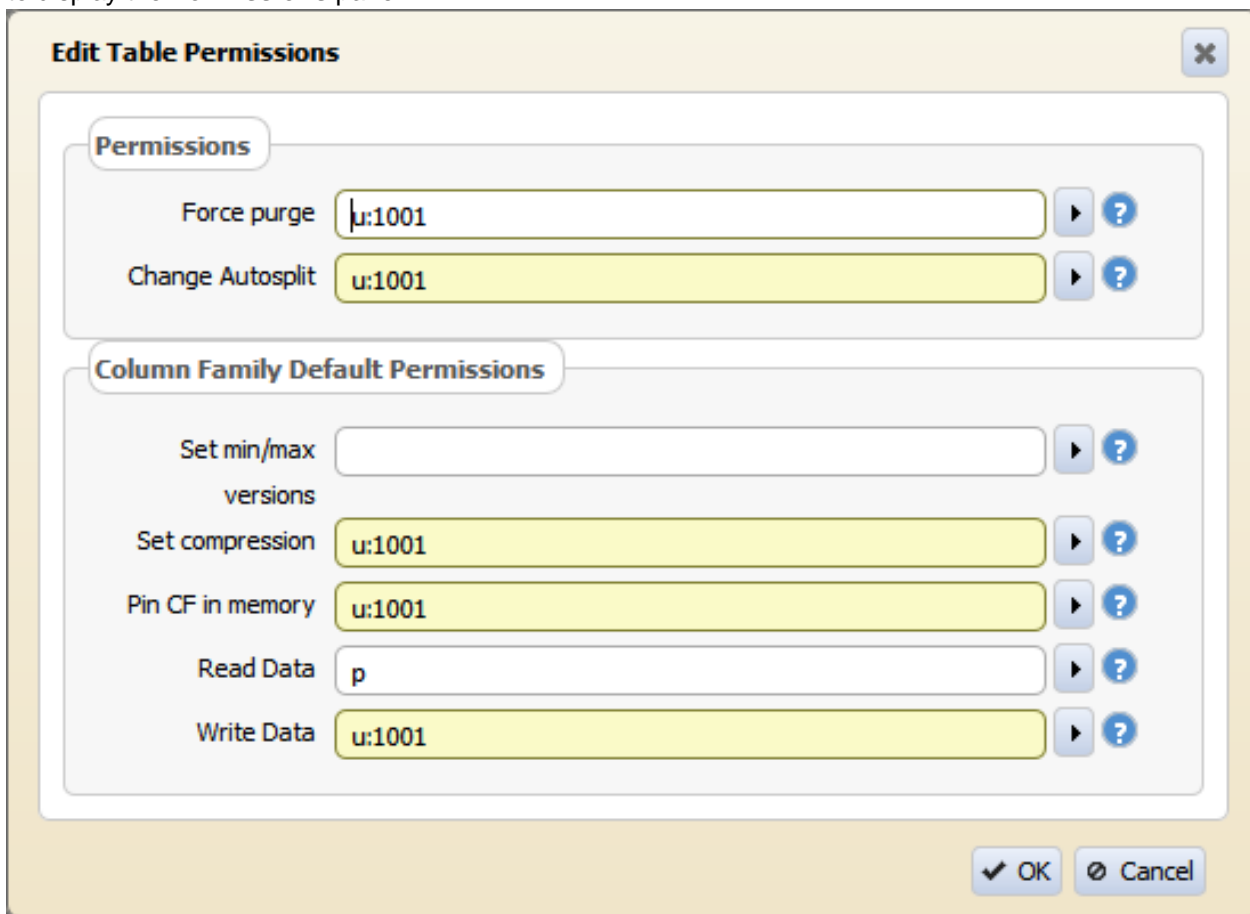 Edit Table Permissions
Permissions
Force purge u:1001
Change Autosplit u:1001
Column Family Default Permissions
Set min/max
versions
Set compression u:1001
Pin CF in memory u:1001
Read Data p
Write Data u:1001
OK Cancel